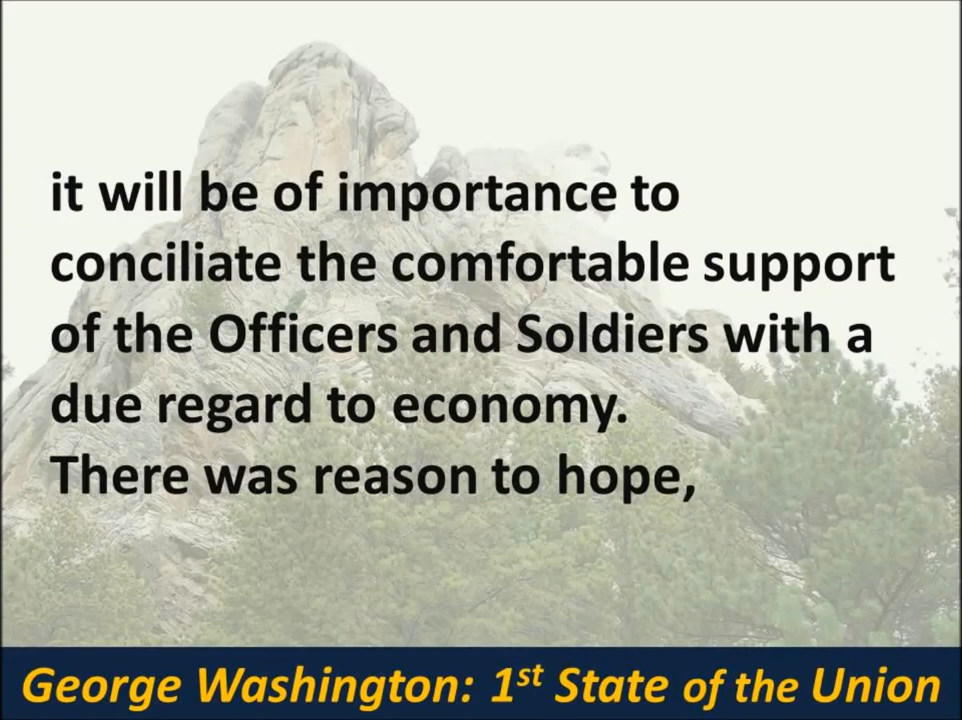 it will be of importance to
conciliate the comfortable support
of the Officers and Soldiers with a
due regard to economy.
There was reason to hope,
George Washington: 1st State of the Union